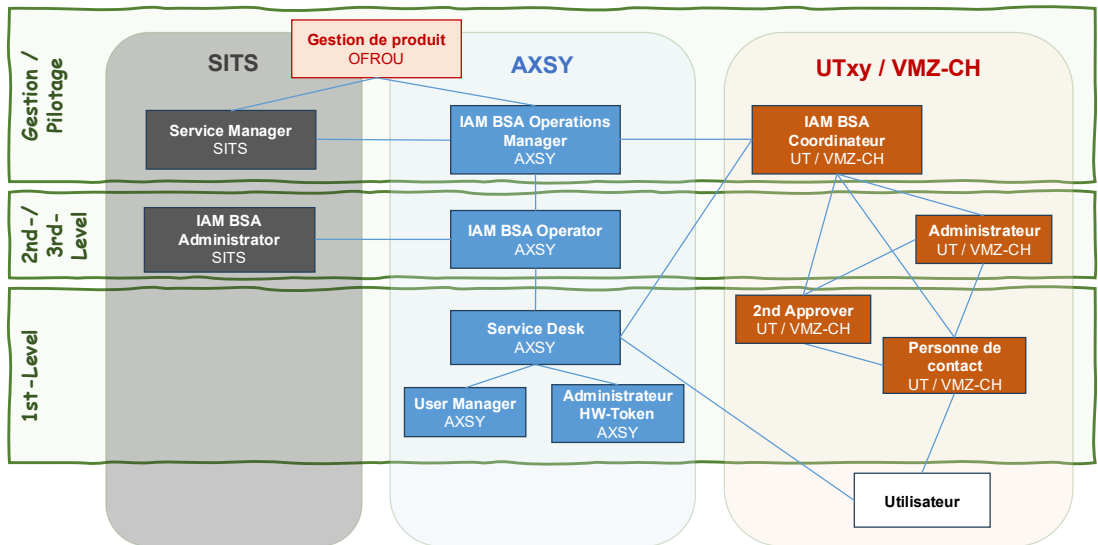 Gestion /
Pilotage
SITS
Gestion de produit
OFROU
AXSY
UTxy / VMZ-CH
Service Manager
SITS
IAM BSA Operations
Manager
AXSY
IAM BSA
Coordinateur
UT / VMZ-CH
2nd-/
3rd-
Level
IAM BSA
Administrator
SITS
IAM BSA Operator
AXSY
Administrateur
UT / VMZ-CH
1st-Level
Service Desk
AXSY
2nd Approver
UT / VMZ-CH
Personne de
contact
UT / VMZ-CH
User Manager
AXSY
Administrateur
HW-Token
AXSY
Utilisateur